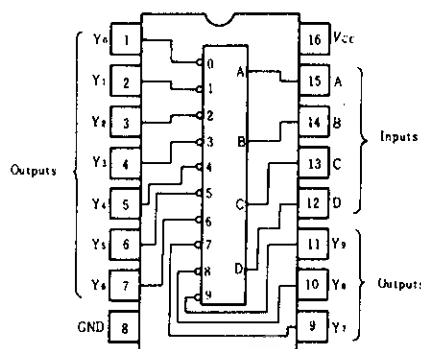 Y0 1 16 VCC
Y1 2 15 A
Y2 3 14 B
Y3 4 13 C
Y4 5 12 D
Y5 6 11 Y9
Y6 7 10 Y8
GND 8 9 Y7
Outputs
Inputs
Outputs
0
1
2
3
4
5
6
7
8
9
A
B
C
D